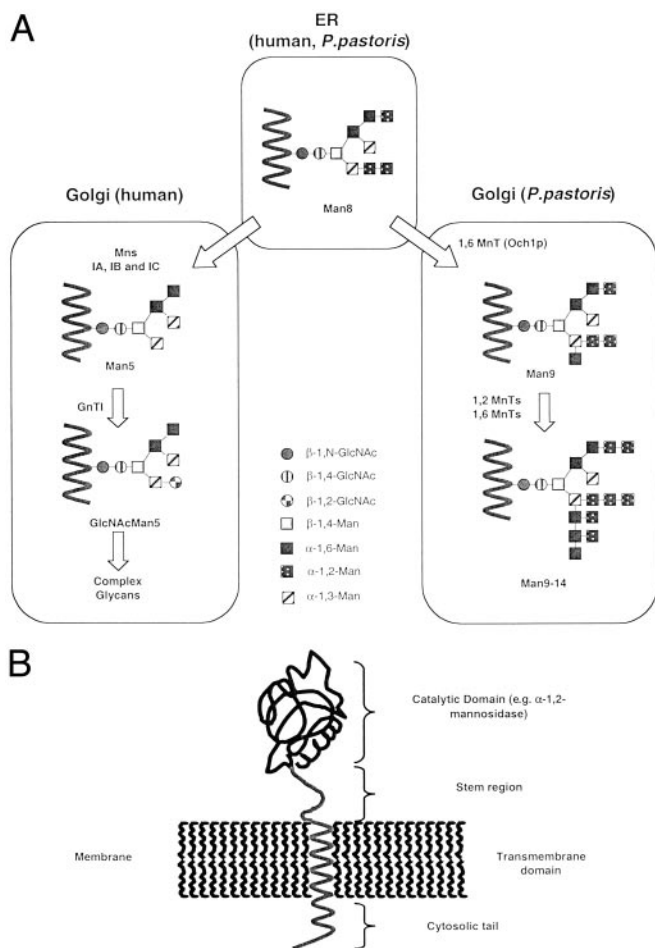 A
ER
(human, P.pastoris)
Man8
Golgi (human)
Mns
IA, IB and IC
Man5
GnTI
GlcNAcMan5
Complex
Glycans
Golgi (P.pastoris)
1,6 MnT (Och1p)
Man9
1,2 MnTs
1,6 MnTs
Man9-14
β-1,N-GlcNAc
β-1,4-GlcNAc
β-1,2-GlcNAc
β-1,4-Man
α-1,6-Man
α-1,2-Man
α-1,3-Man
B
Catalytic Domain (e.g. α-1,2-
mannosidase)
Stem region
Membrane
Transmembrane
domain
Cytosolic tail